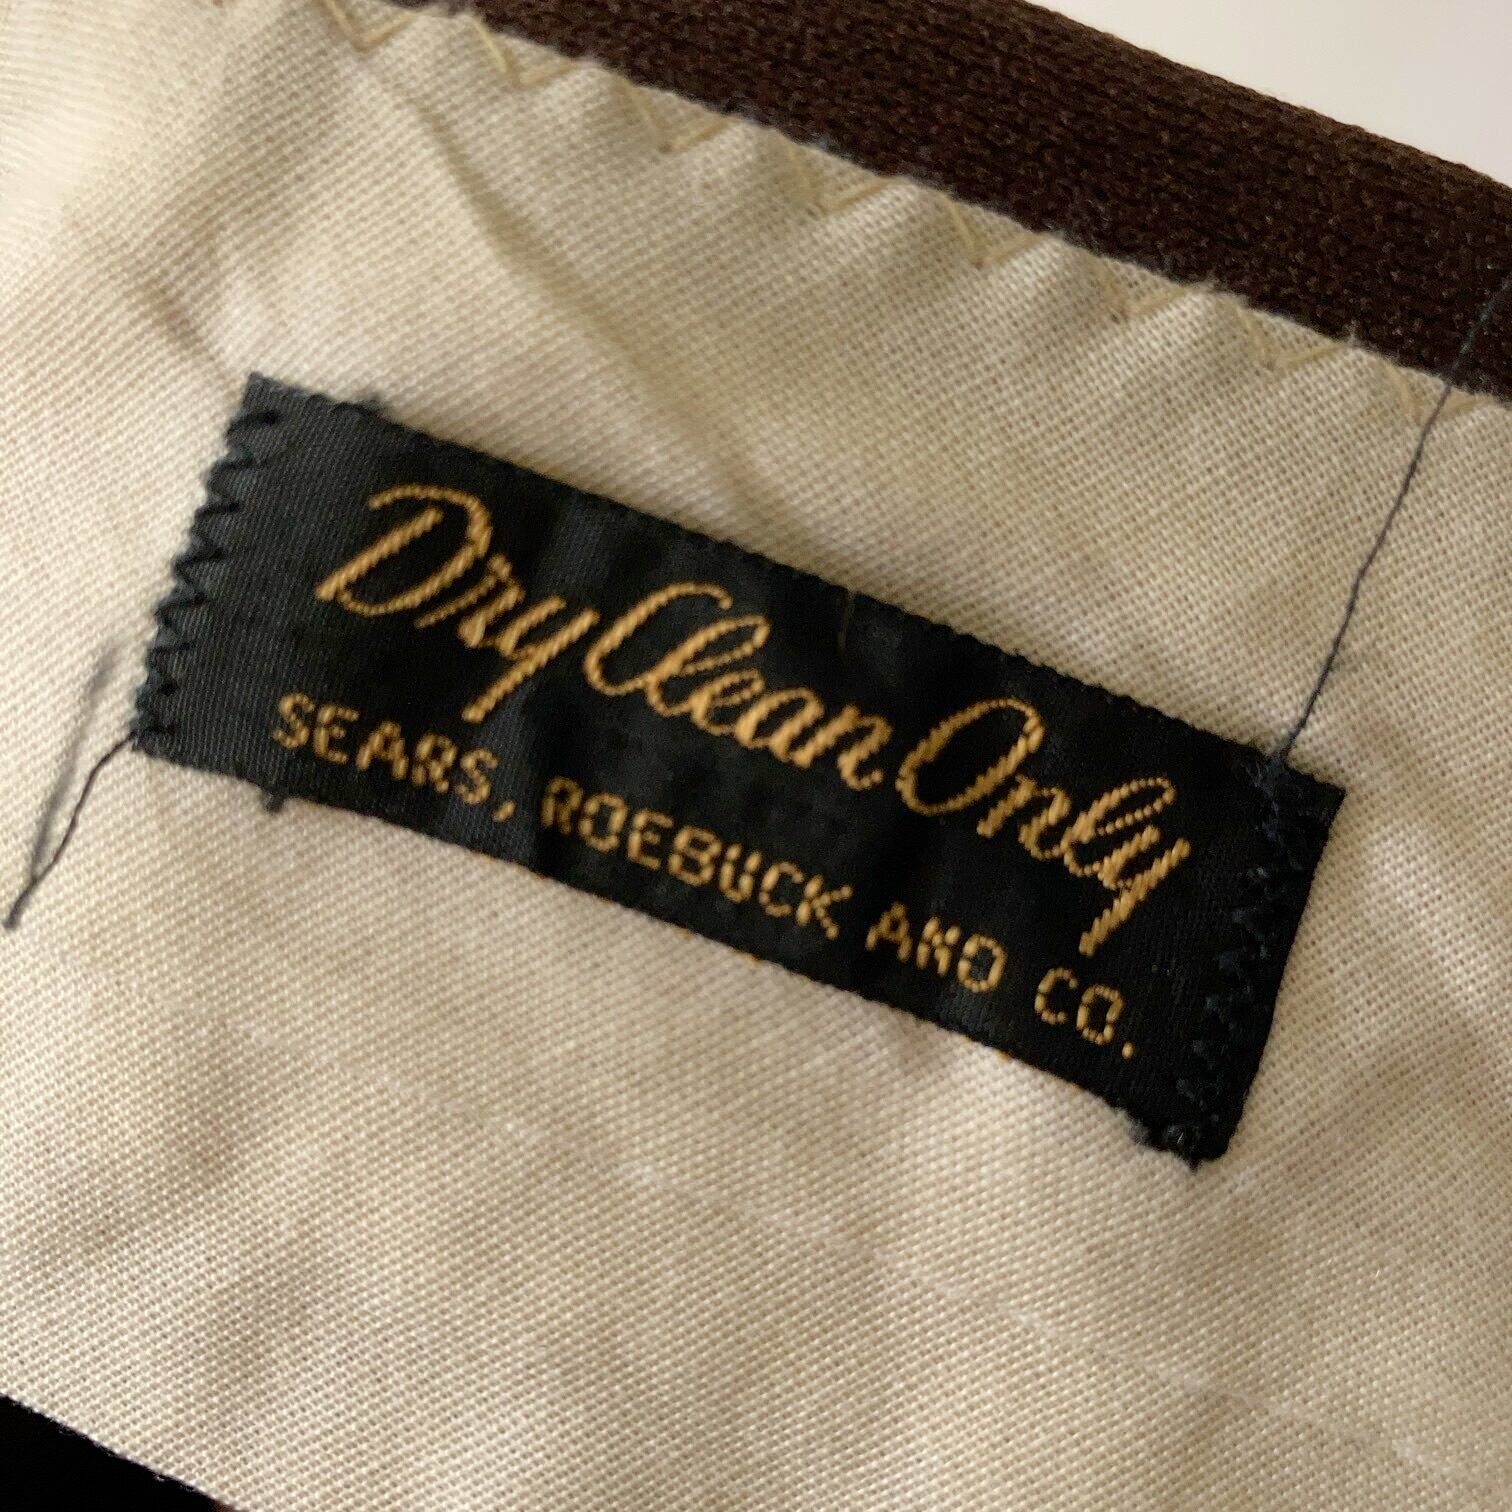 Dry Clean Only
SEARS, ROEBUCK AND CO.